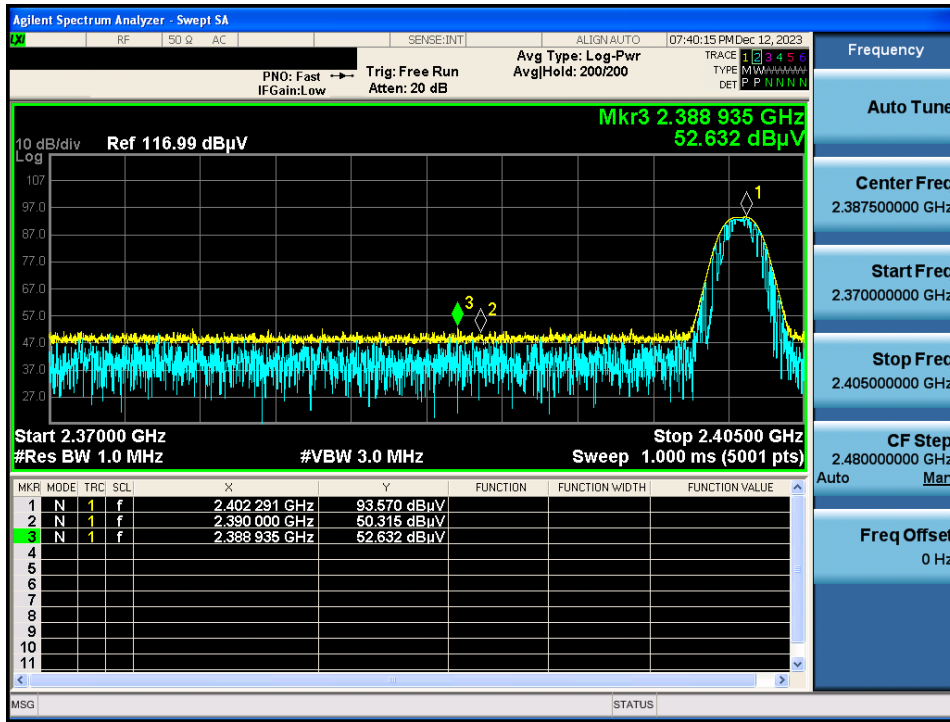 Agilent Spectrum Analyzer - Swept SA
LXI RF 50 Ω AC SENSE:INT ALIGN AUTO 07:40:15 PM Dec 12, 2023
PNO: Fast Trig: Free Run Avg Type: Log-Pwr TRACE 1 2 3 4 5 6
IFGain:Low Atten: 20 dB Avg|Hold: 200/200 TYPE M W
DET P P N N N N
Mkr3 2.388 935 GHz
52.632 dBµV
10 dB/div Ref 116.99 dBµV
Log
107
97.0
87.0
77.0
67.0
57.0
47.0
37.0
27.0
1
3
2
Start 2.37000 GHz Stop 2.40500 GHz
#Res BW 1.0 MHz #VBW 3.0 MHz Sweep 1.000 ms (5001 pts)
MKR MODE TRC SCL X Y FUNCTION FUNCTION WIDTH FUNCTION VALUE
1 N 1 f 2.402 291 GHz 93.570 dBµV
2 N 1 f 2.390 000 GHz 50.315 dBµV
3 N 1 f 2.388 935 GHz 52.632 dBµV
4
5
6
7
8
9
10
11
MSG STATUS
Frequency
Auto Tune
Center Freq
2.387500000 GHz
Start Freq
2.370000000 GHz
Stop Freq
2.405000000 GHz
CF Step
2.480000000 GHz
Auto Man
Freq Offset
0 Hz